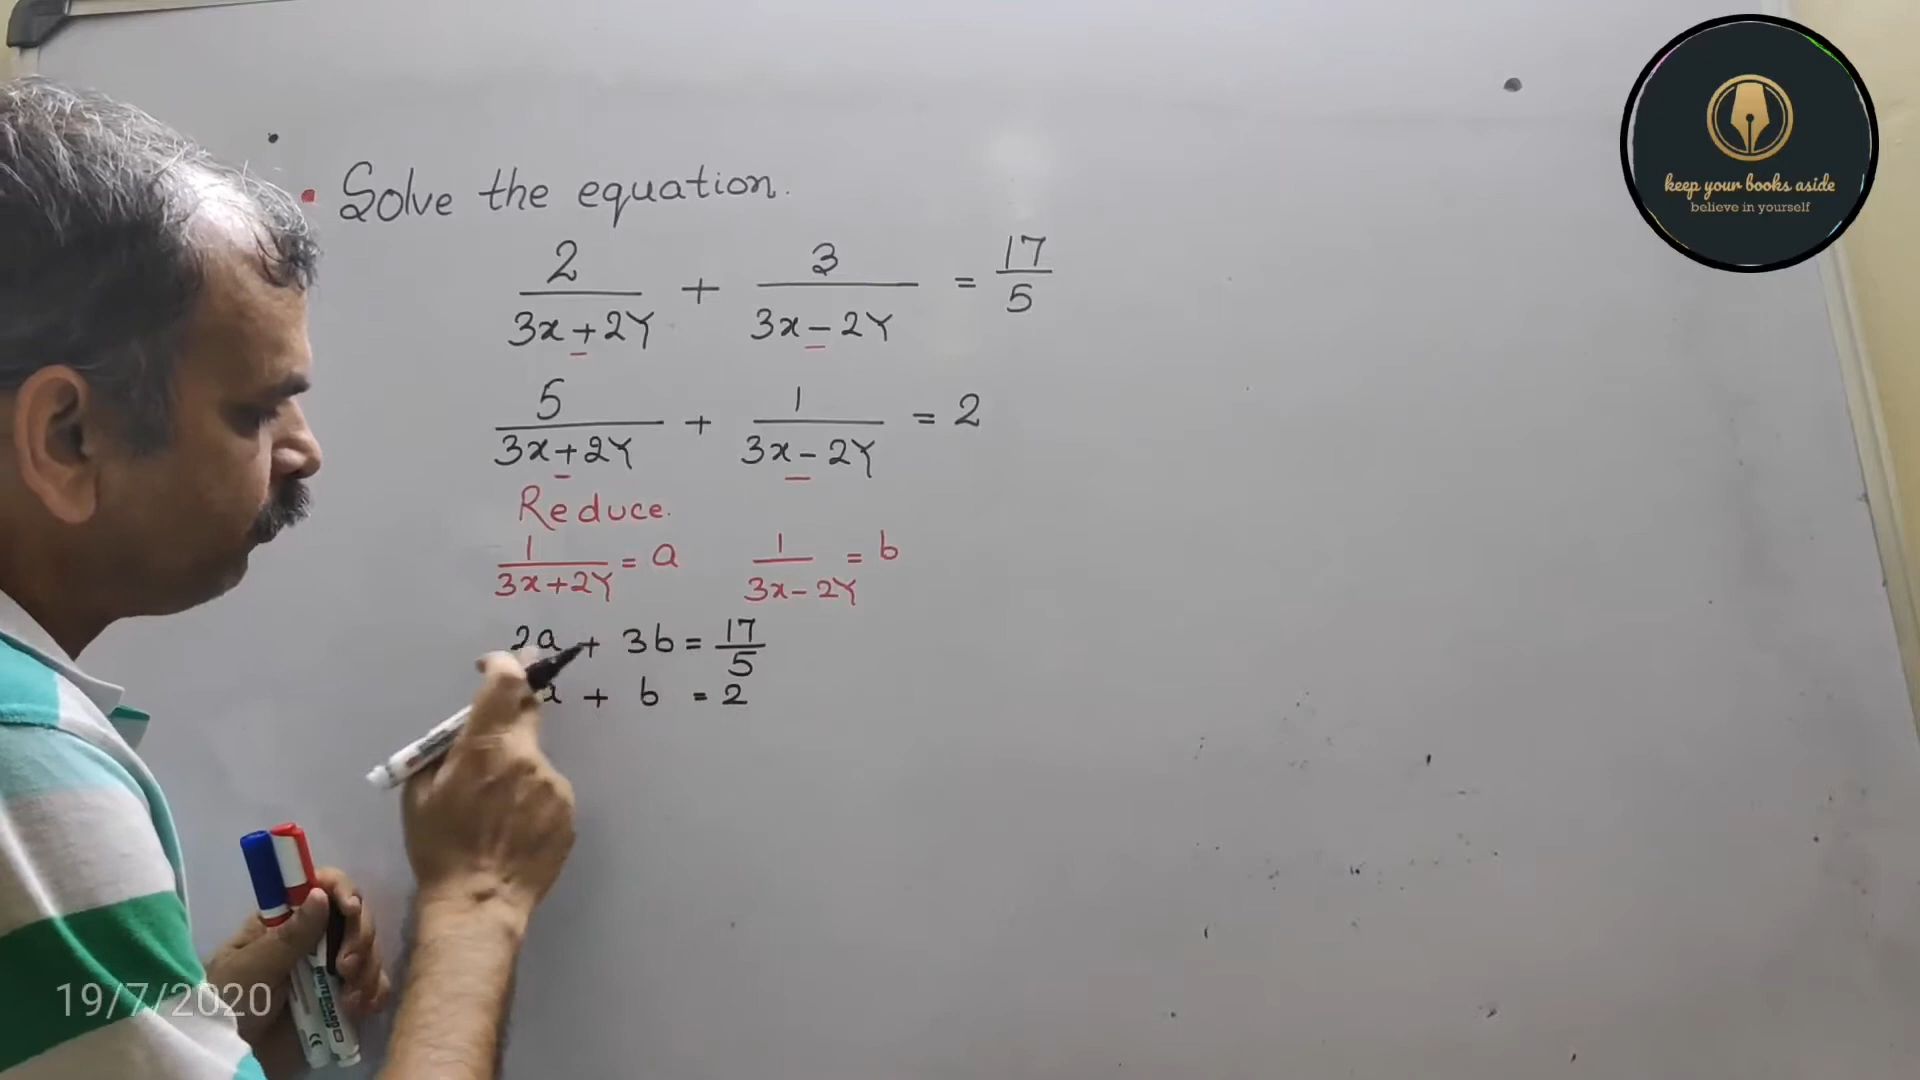 Solve the equation.
2/(3x+2Y) + 3/(3x-2Y) = 17/5
5/(3x+2Y) + 1/(3x-2Y) = 2
Reduce.
1/(3x+2Y) = a    1/(3x-2Y) = b
2a + 3b = 17/5
a + b = 2
keep your books aside
believe in yourself
WHITEBOARD MARKER
19/7/2020